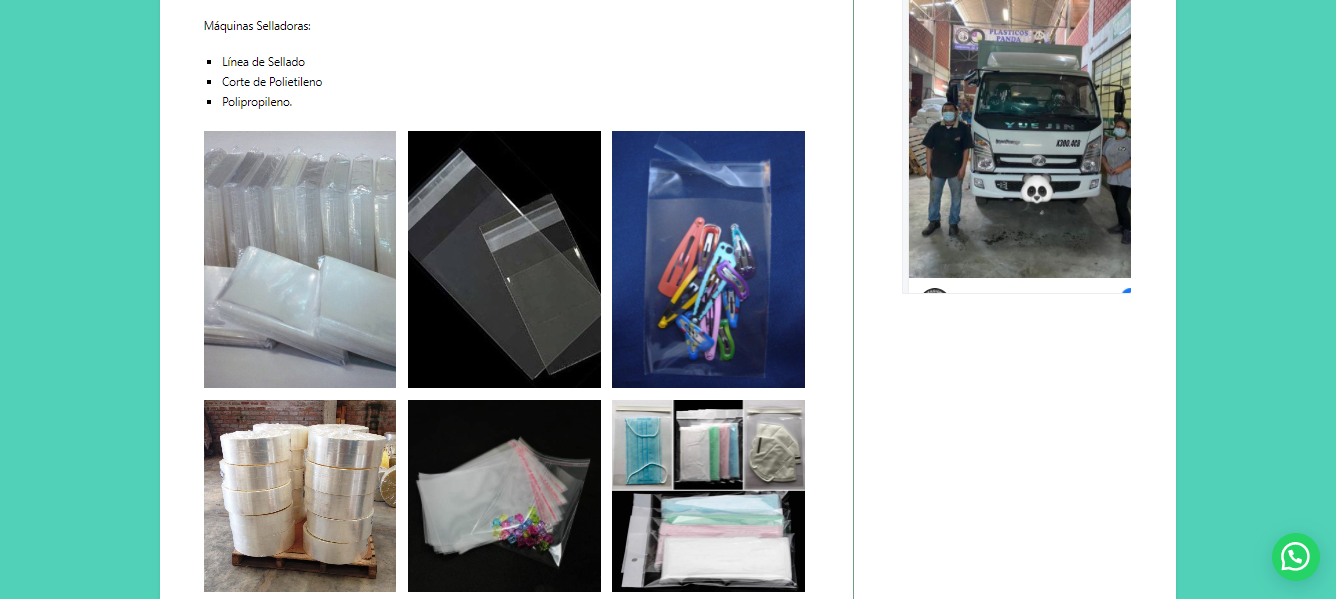 Máquinas Selladoras:
Línea de Sellado
Corte de Polietileno
Polipropileno.
PLASTICOS
PANDA
YUEJIN